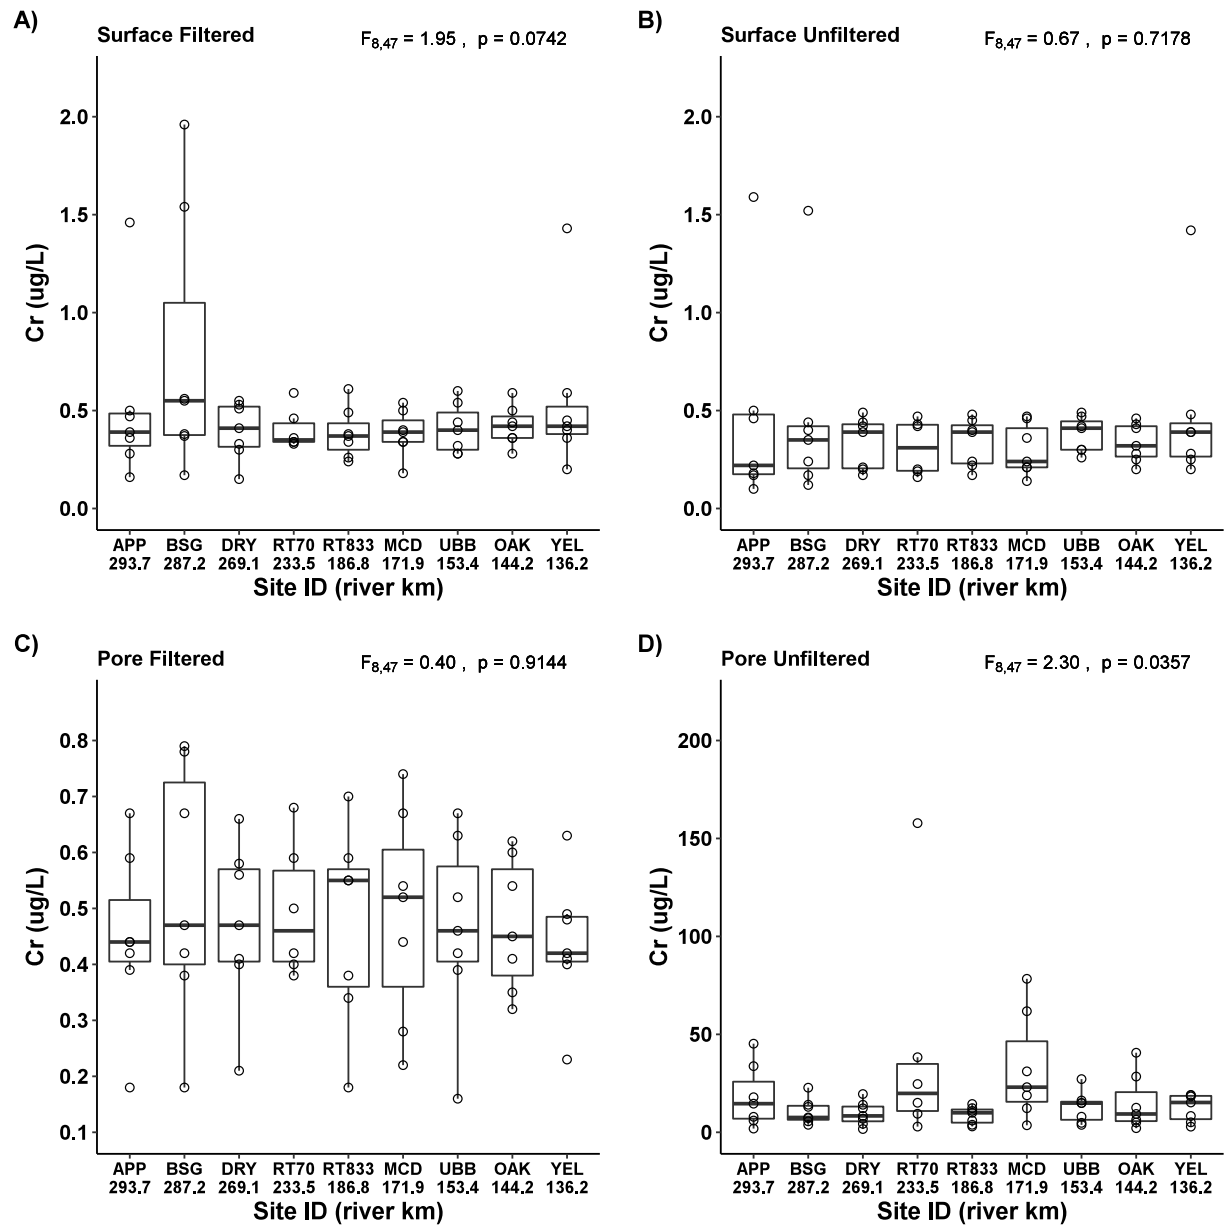 A)
Surface Filtered
F8,47 = 1.95 , p = 0.0742
Cr (ug/L)
2.0
1.5
1.0
0.5
0.0
APP BSG DRY RT70 RT833 MCD UBB OAK YEL
293.7 287.2 269.1 233.5 186.8 171.9 153.4 144.2 136.2
Site ID (river km)
B)
Surface Unfiltered
F8,47 = 0.67 , p = 0.7178
Cr (ug/L)
2.0
1.5
1.0
0.5
0.0
APP BSG DRY RT70 RT833 MCD UBB OAK YEL
293.7 287.2 269.1 233.5 186.8 171.9 153.4 144.2 136.2
Site ID (river km)
C)
Pore Filtered
F8,47 = 0.40 , p = 0.9144
Cr (ug/L)
0.8
0.7
0.6
0.5
0.4
0.3
0.2
0.1
APP BSG DRY RT70 RT833 MCD UBB OAK YEL
293.7 287.2 269.1 233.5 186.8 171.9 153.4 144.2 136.2
Site ID (river km)
D)
Pore Unfiltered
F8,47 = 2.30 , p = 0.0357
Cr (ug/L)
200
150
100
50
0
APP BSG DRY RT70 RT833 MCD UBB OAK YEL
293.7 287.2 269.1 233.5 186.8 171.9 153.4 144.2 136.2
Site ID (river km)